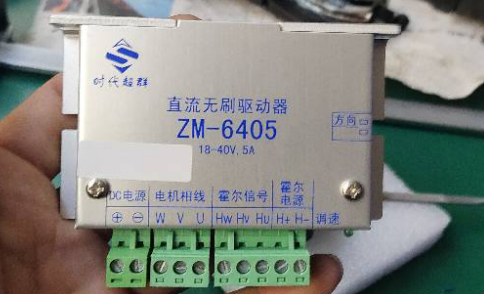 时代超群
直流无刷驱动器
ZM-6405
18-40V,5A
方向
DC电源 电机相线 霍尔信号 霍尔电源 调速
⊕ ⊖ W V U Hw Hv Hu H+ H-